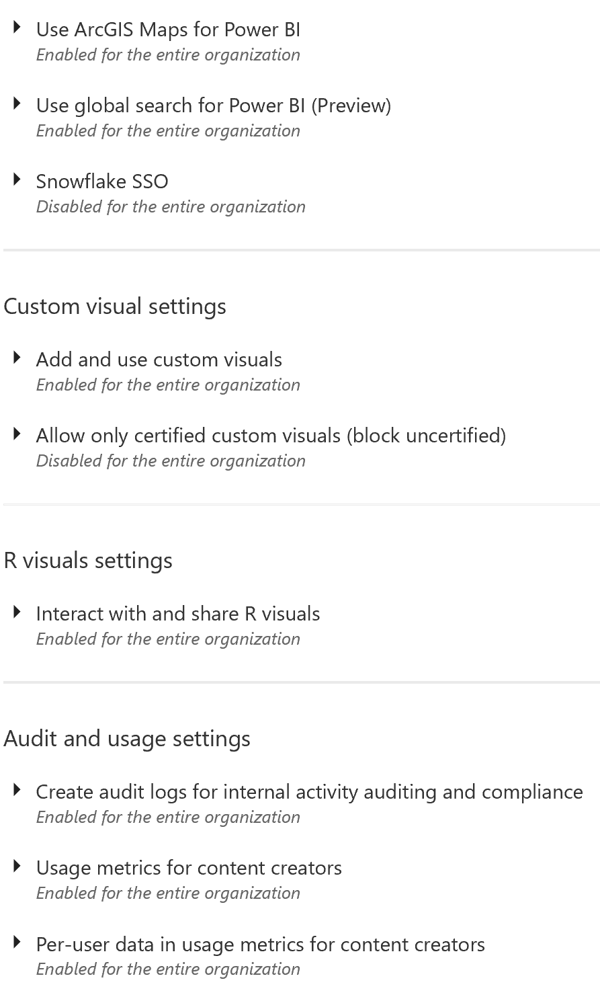 Use ArcGIS Maps for Power BI
Enabled for the entire organization
Use global search for Power BI (Preview)
Enabled for the entire organization
Snowflake SSO
Disabled for the entire organization
Custom visual settings
Add and use custom visuals
Enabled for the entire organization
Allow only certified custom visuals (block uncertified)
Disabled for the entire organization
R visuals settings
Interact with and share R visuals
Enabled for the entire organization
Audit and usage settings
Create audit logs for internal activity auditing and compliance
Enabled for the entire organization
Usage metrics for content creators
Enabled for the entire organization
Per-user data in usage metrics for content creators
Enabled for the entire organization